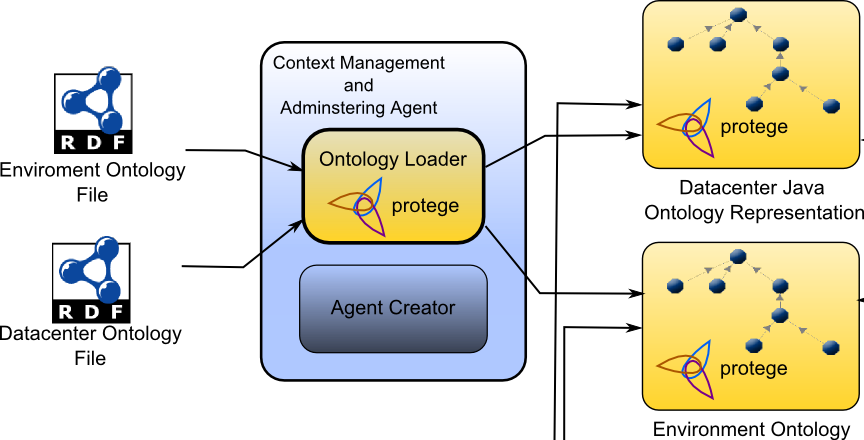 RDF
Enviroment Ontology
File
RDF
Datacenter Ontology
File
Context Management
and
Adminstering Agent
Ontology Loader
protege
Agent Creator
protege
Datacenter Java
Ontology Representation
protege
Environment Ontology